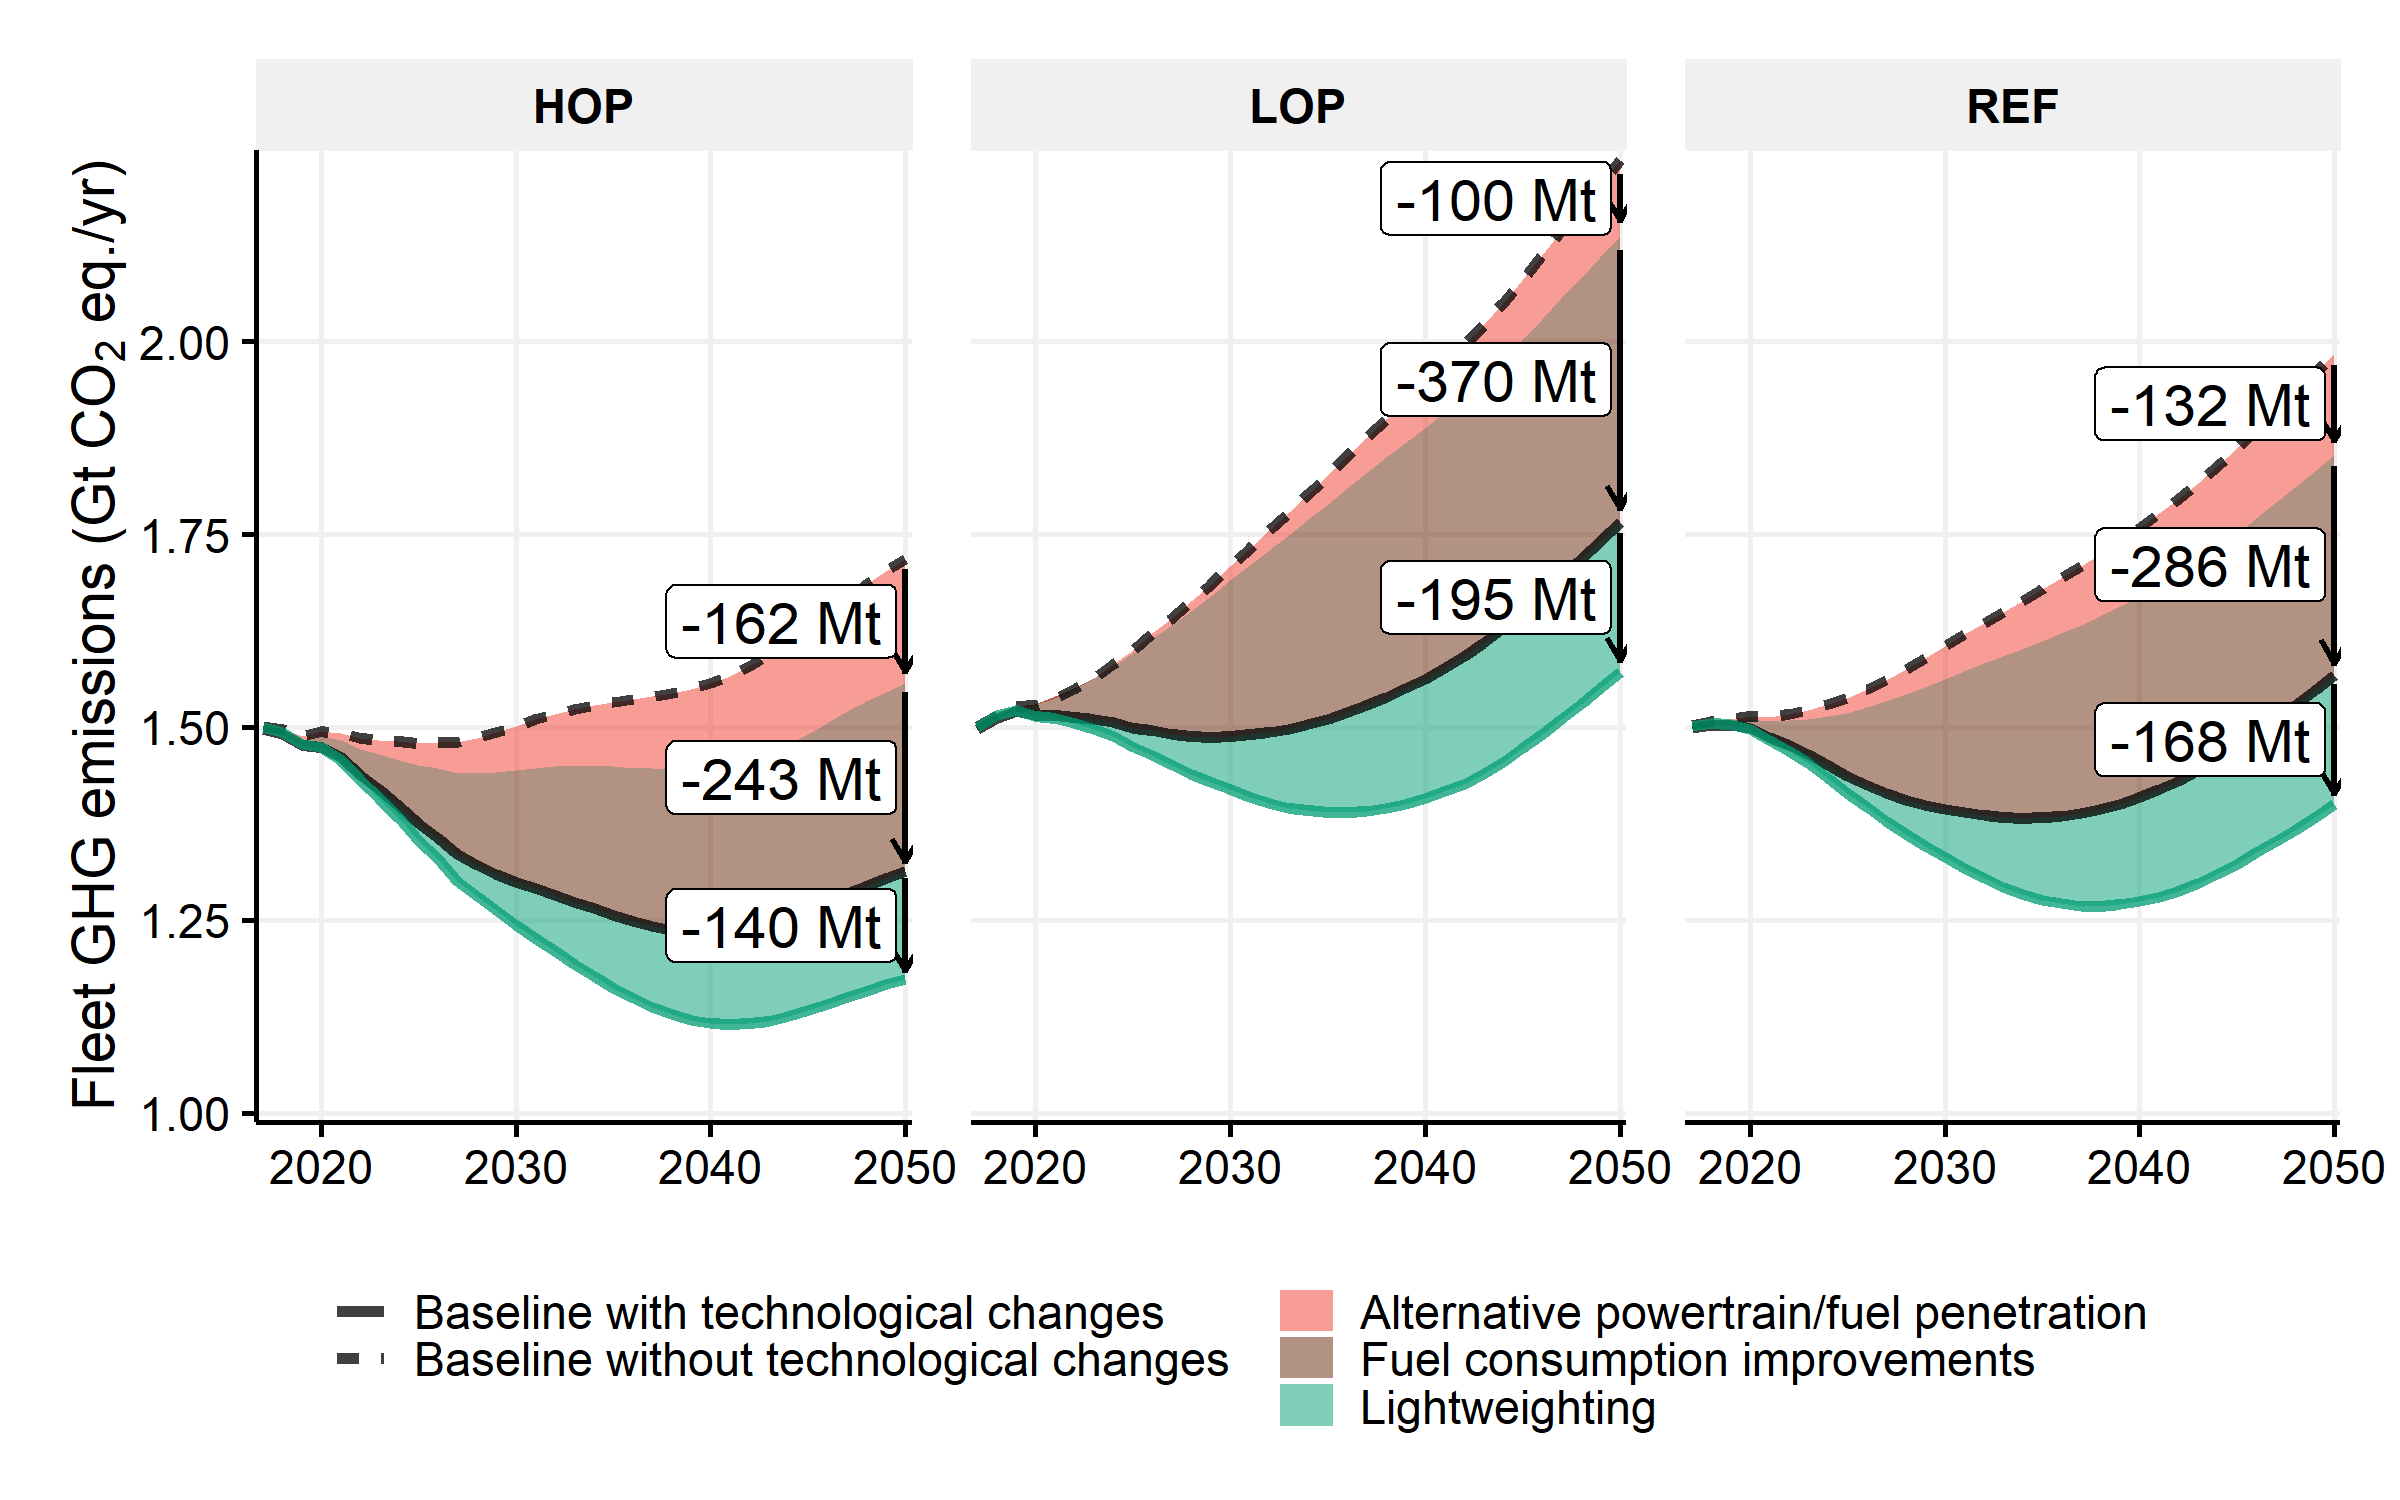 HOP
LOP
REF
Fleet GHG emissions (Gt CO₂ eq./yr)
2.00
1.75
1.50
1.25
1.00
-162 Mt
-243 Mt
-140 Mt
-100 Mt
-370 Mt
-195 Mt
-132 Mt
-286 Mt
-168 Mt
2020 2030 2040 2050
2020 2030 2040 2050
2020 2030 2040 2050
Baseline with technological changes
Baseline without technological changes
Alternative powertrain/fuel penetration
Fuel consumption improvements
Lightweighting